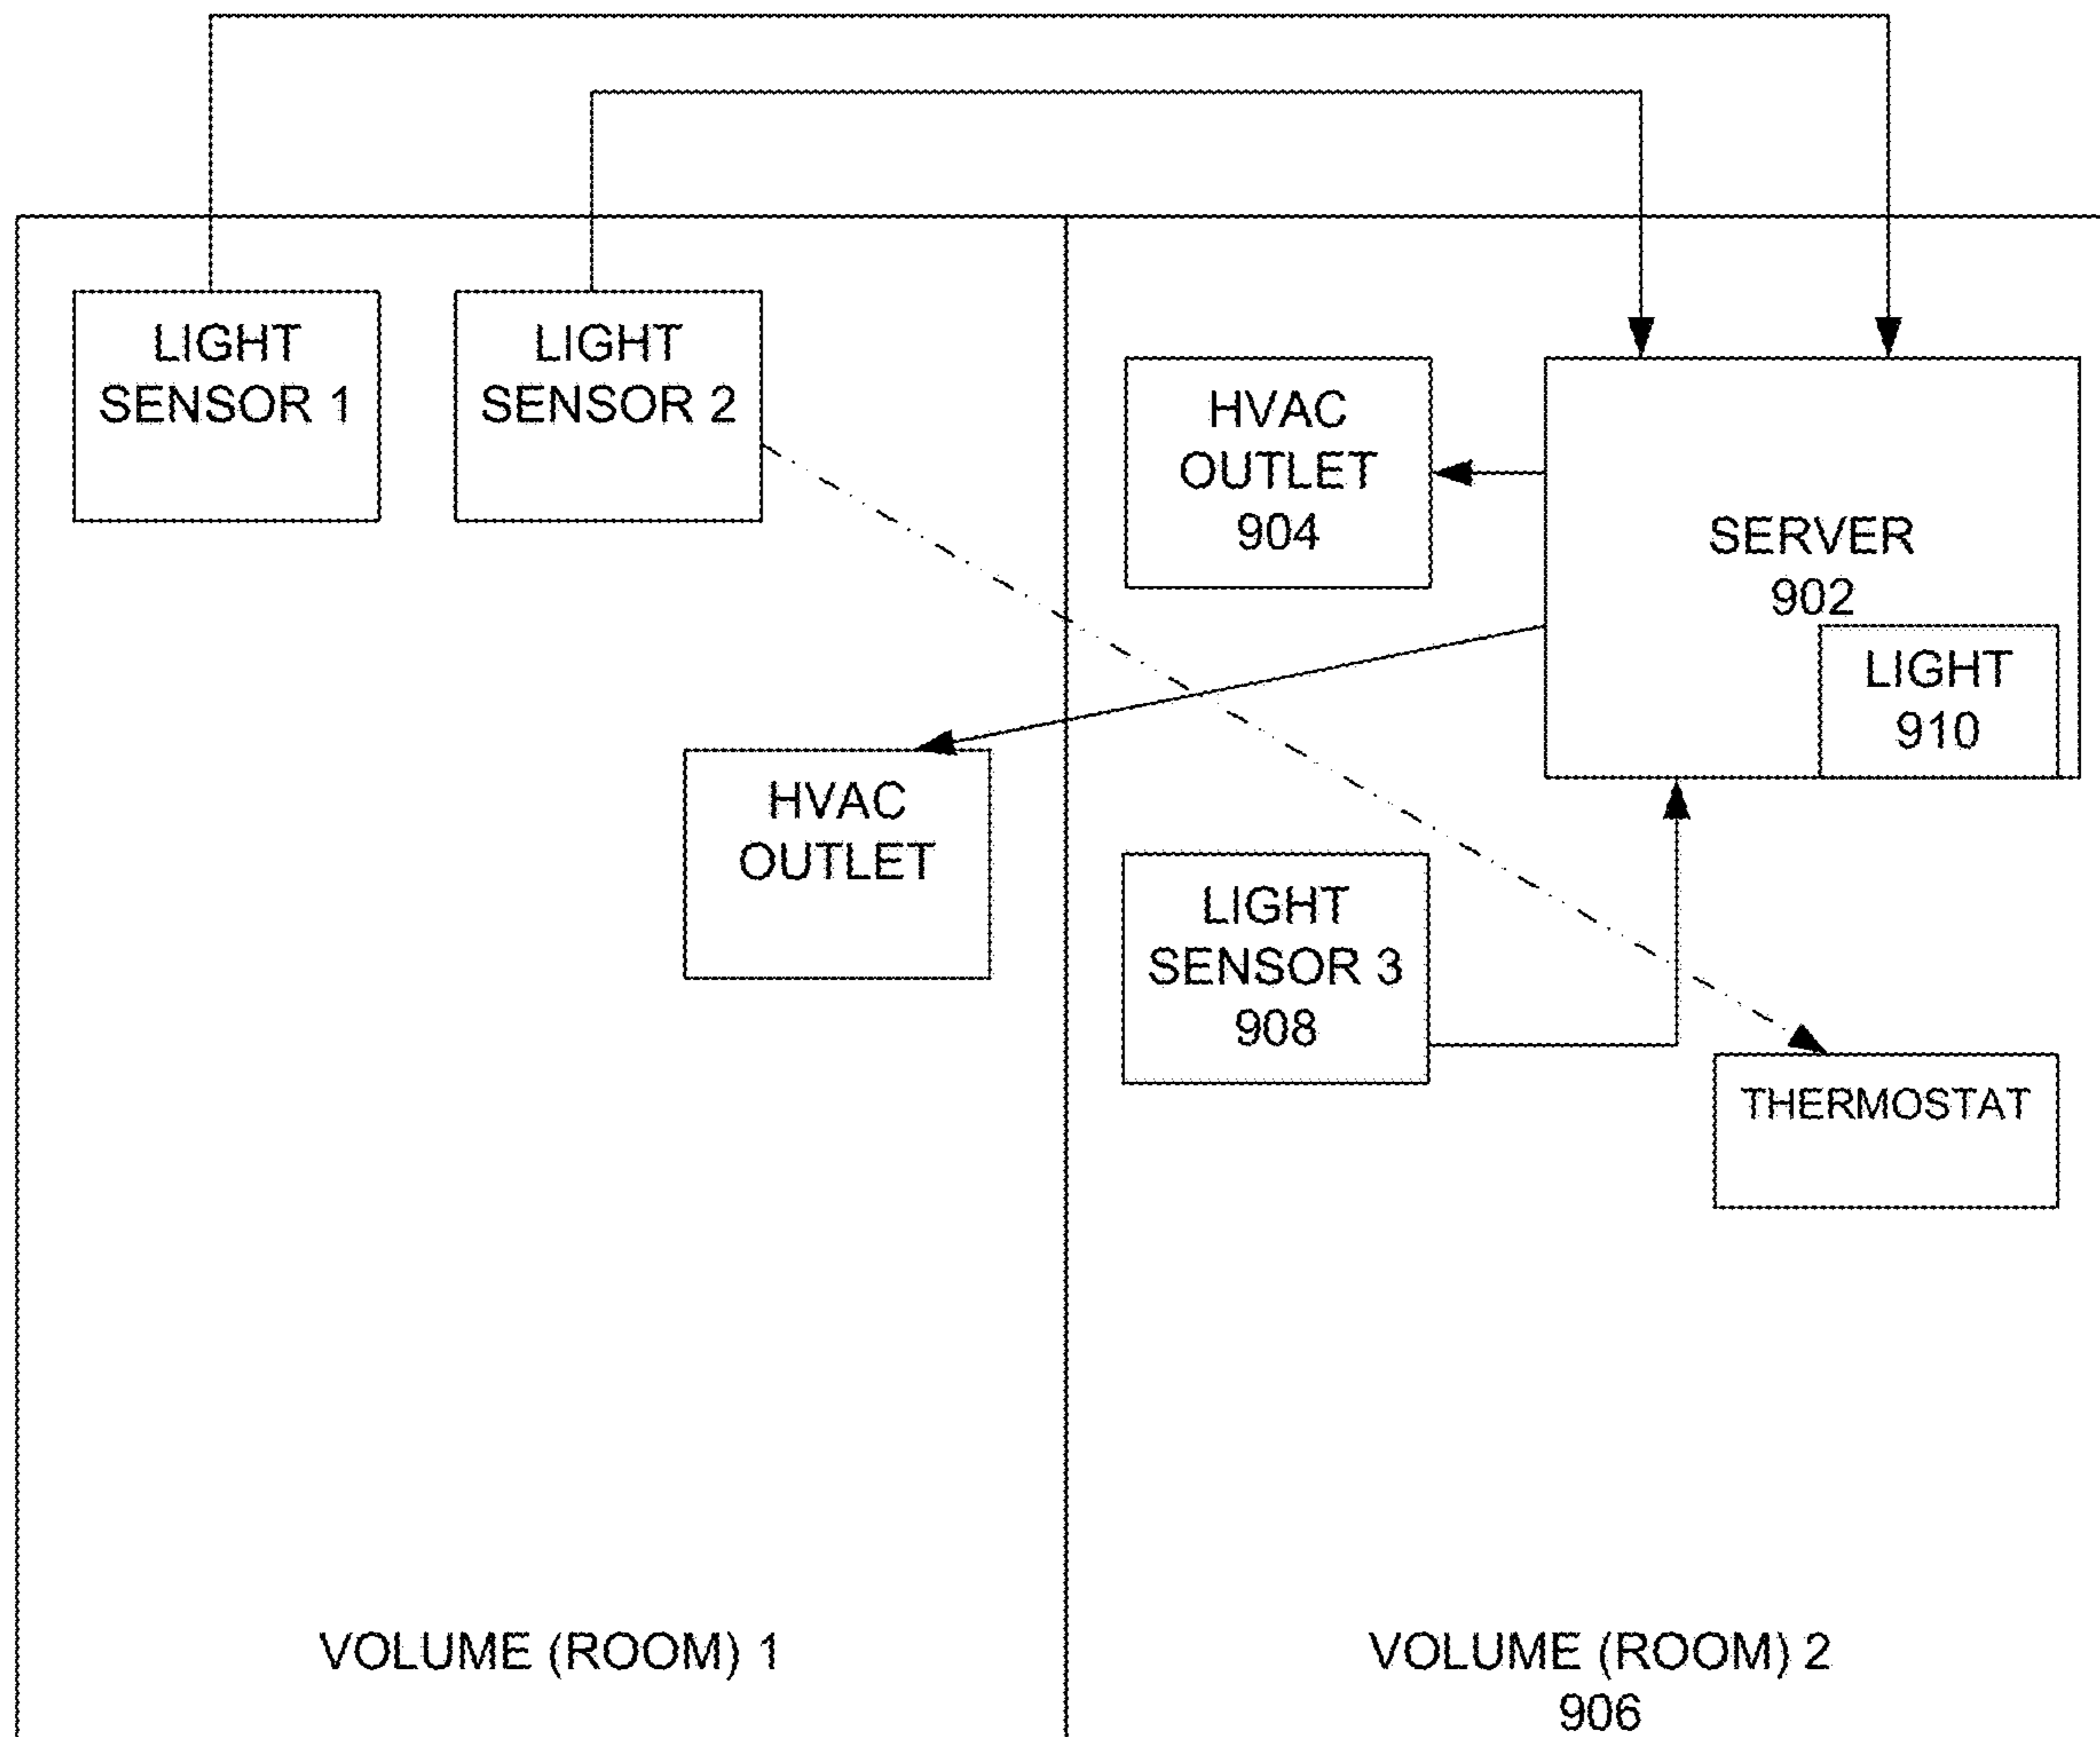 LIGHT
SENSOR 1
LIGHT
SENSOR 2
HVAC
OUTLET
904
SERVER
902
LIGHT
910
HVAC
OUTLET
LIGHT
SENSOR 3
908
THERMOSTAT
VOLUME (ROOM) 1
VOLUME (ROOM) 2
906